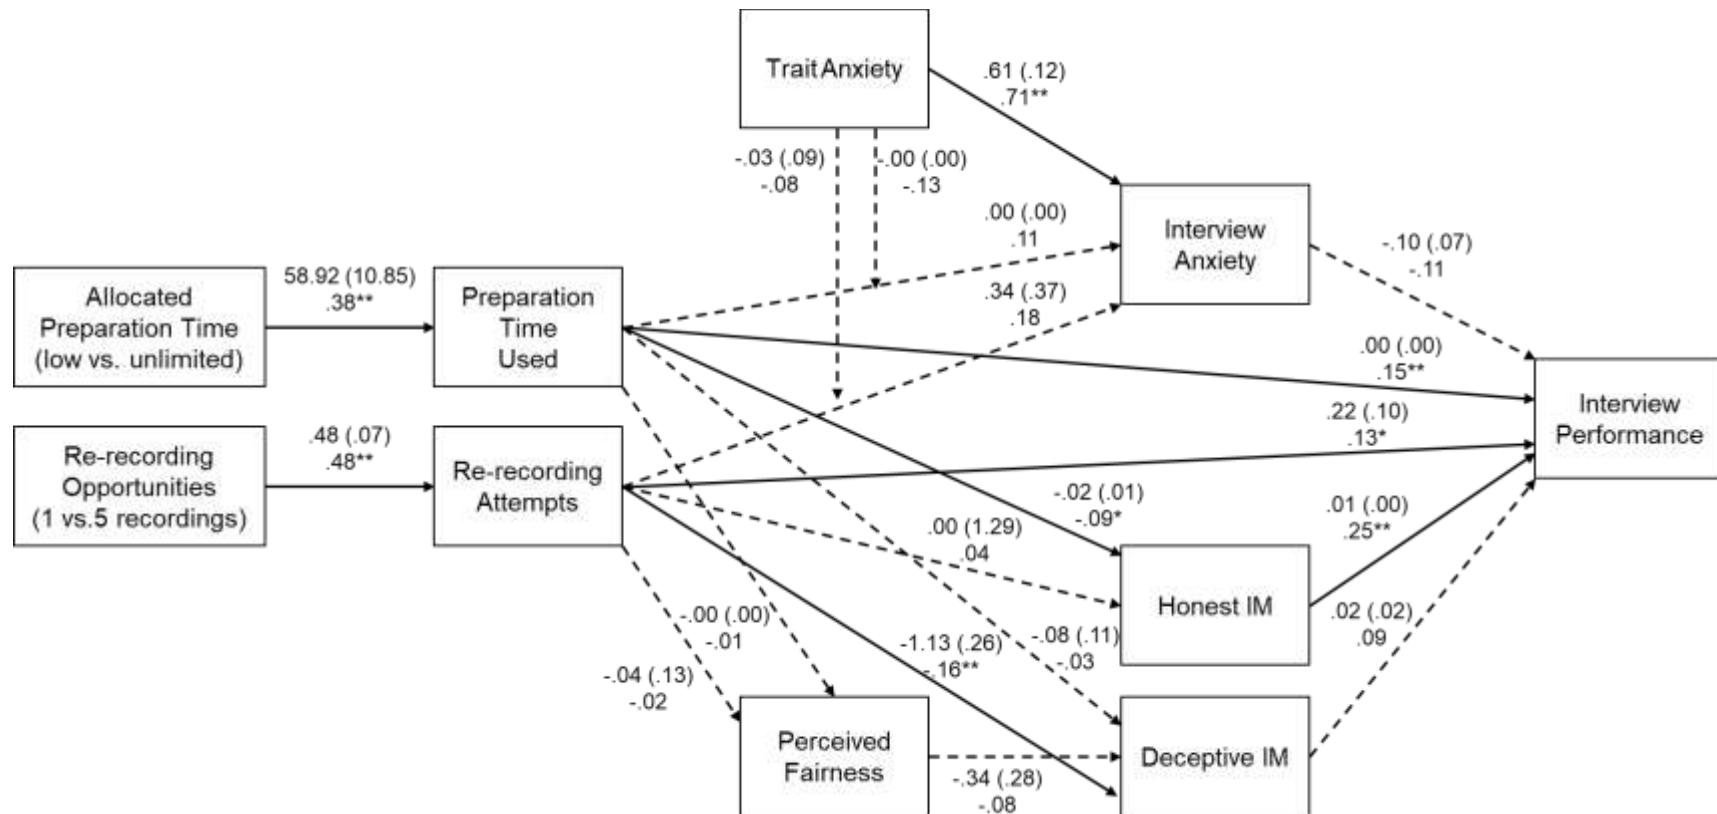 Trait Anxiety
.61 (.12)
.71**
-.03 (.09)
-.08
-.00 (.00)
-.13
.00 (.00)
.11
Interview
Anxiety
-.10 (.07)
-.11
Allocated
Preparation Time
(low vs. unlimited)
58.92 (10.85)
.38**
Preparation
Time
Used
.34 (.37)
.18
.00 (.00)
.15**
Interview
Performance
.22 (.10)
.13*
Re-recording
Opportunities
(1 vs.5 recordings)
.48 (.07)
.48**
Re-recording
Attempts
-.02 (.01)
-.09*
.00 (1.29)
.04
.01 (.00)
.25**
Honest IM
-.00 (.00)
-.01
-.04 (.13)
-.02
-1.13 (.26)
-.16**
-.08 (.11)
-.03
.02 (.02)
.09
Perceived
Fairness
-.34 (.28)
-.08
Deceptive IM